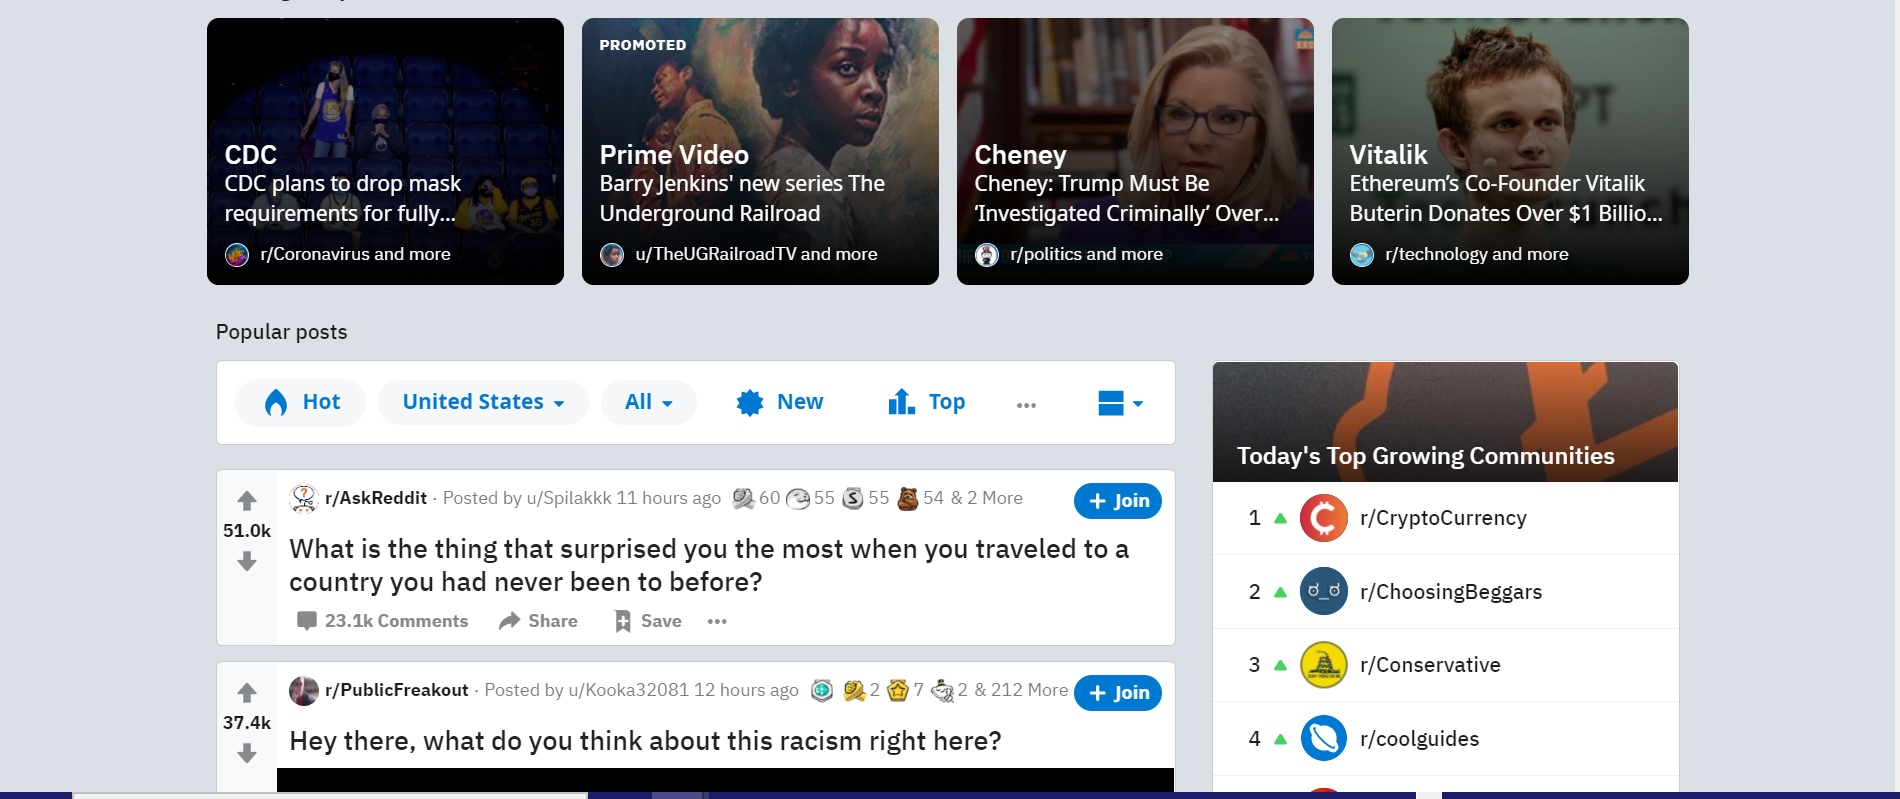 CDC
CDC plans to drop mask
requirements for fully...
r/Coronavirus and more
PROMOTED
Prime Video
Barry Jenkins' new series The
Underground Railroad
u/TheUGRailroadTV and more
Cheney
Cheney: Trump Must Be
‘Investigated Criminally’ Over...
r/politics and more
Vitalik
Ethereum’s Co-Founder Vitalik
Buterin Donates Over $1 Billio...
r/technology and more
Popular posts
Hot
United States
All
New
Top
51.0k
r/AskReddit · Posted by u/Spilakkk 11 hours ago 60 55 S 55 54 & 2 More
+ Join
What is the thing that surprised you the most when you traveled to a
country you had never been to before?
23.1k Comments
Share
Save
37.4k
r/PublicFreakout · Posted by u/Kooka32081 12 hours ago 2 7 2 & 212 More
+ Join
Hey there, what do you think about this racism right here?
Today's Top Growing Communities
1 r/CryptoCurrency
2 ಠ_ಠ r/ChoosingBeggars
3 r/Conservative
4 r/coolguides